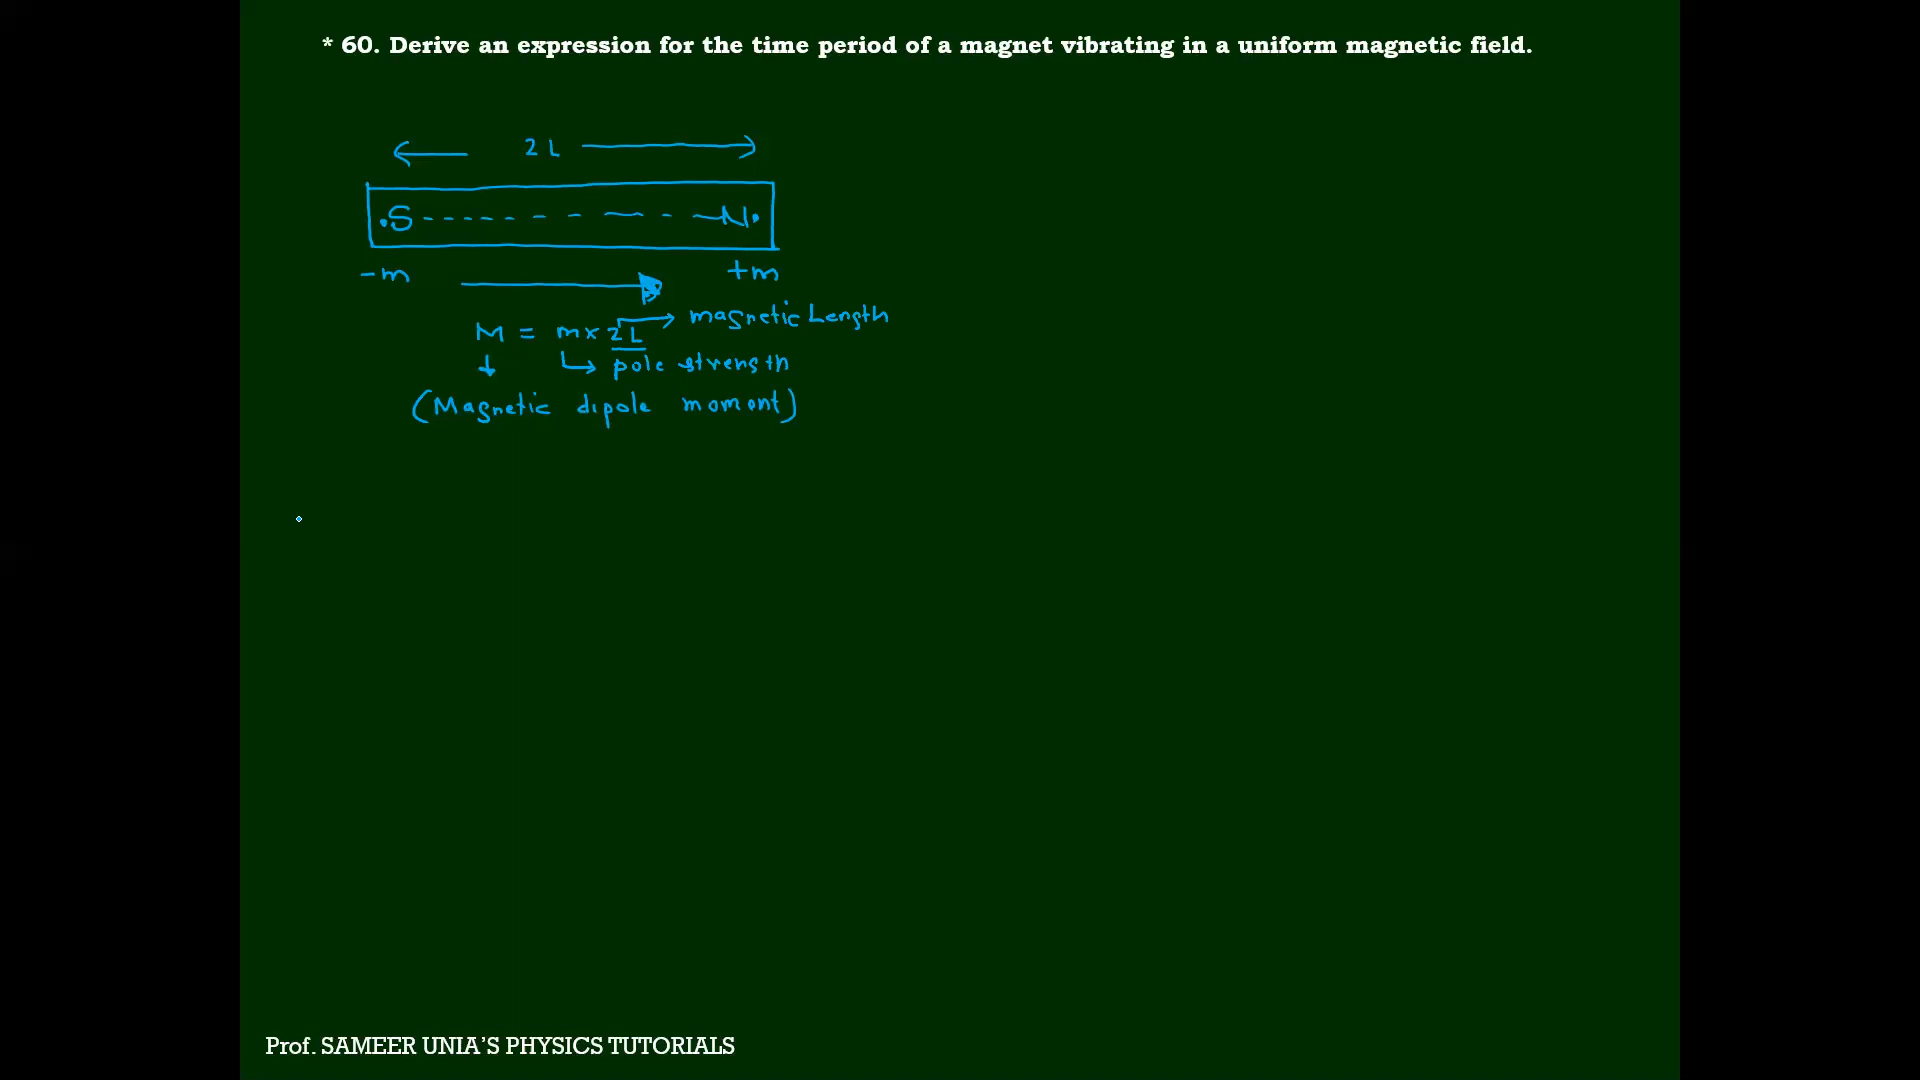 * 60. Derive an expression for the time period of a magnet vibrating in a uniform magnetic field.
2L
S N
-m +m
M = m × 2L → magnetic Length
↓ ↳ pole strength
(Magnetic dipole moment)
Prof. SAMEER UNIA'S PHYSICS TUTORIALS